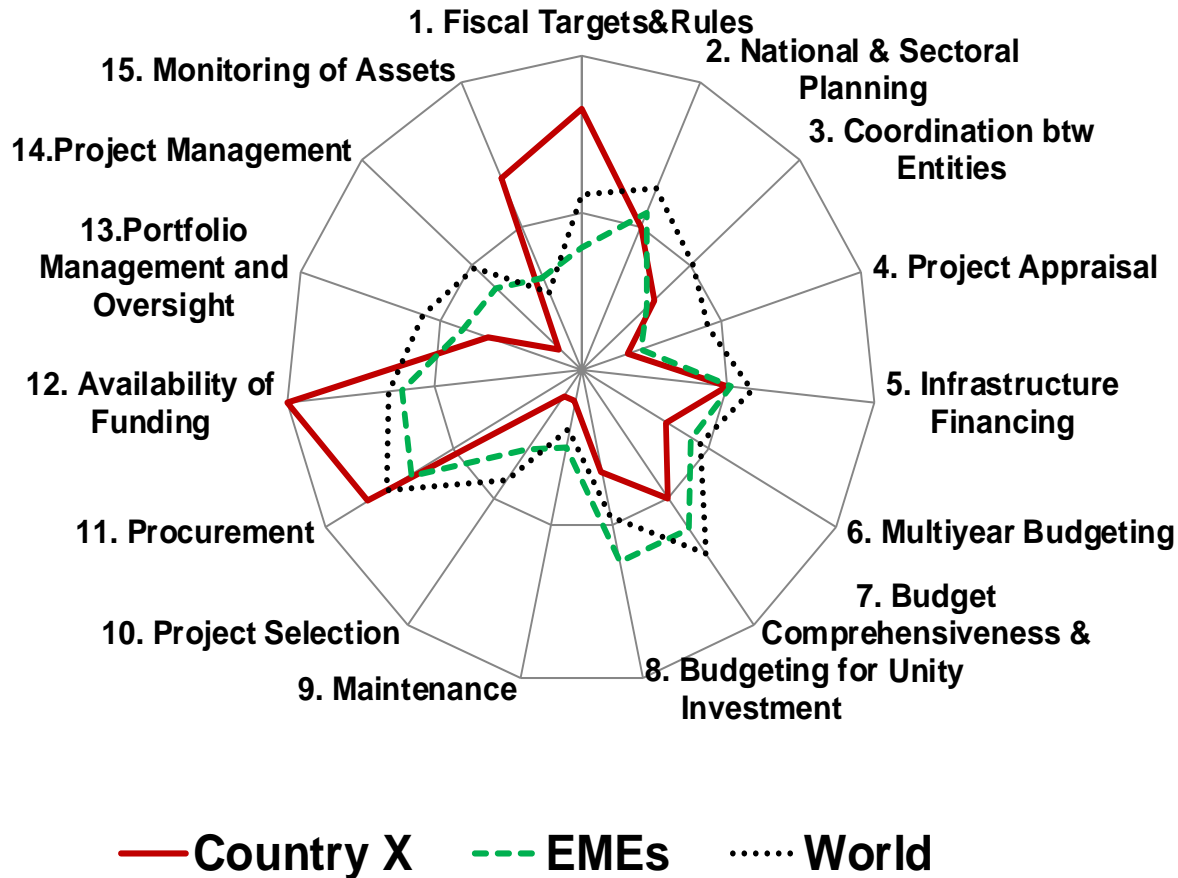 1. Fiscal Targets&Rules
2. National & Sectoral
Planning
3. Coordination btw
Entities
4. Project Appraisal
5. Infrastructure
Financing
6. Multiyear Budgeting
7. Budget
Comprehensiveness &
Unity
8. Budgeting for
Investment
9. Maintenance
10. Project Selection
11. Procurement
12. Availability of
Funding
13.Portfolio
Management and
Oversight
14.Project Management
15. Monitoring of Assets
Country X
EMEs
World